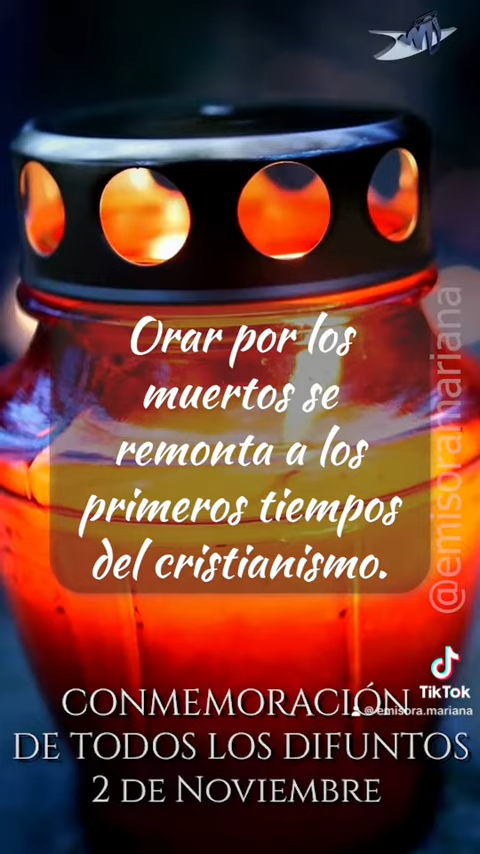 Orar por los
muertos se
remonta a los
primeros tiempos
del cristianismo.
@emisoramariana
TikTok
@emisora.mariana
CONMEMORACIÓN
DE TODOS LOS DIFUNTOS
2 DE NOVIEMBRE